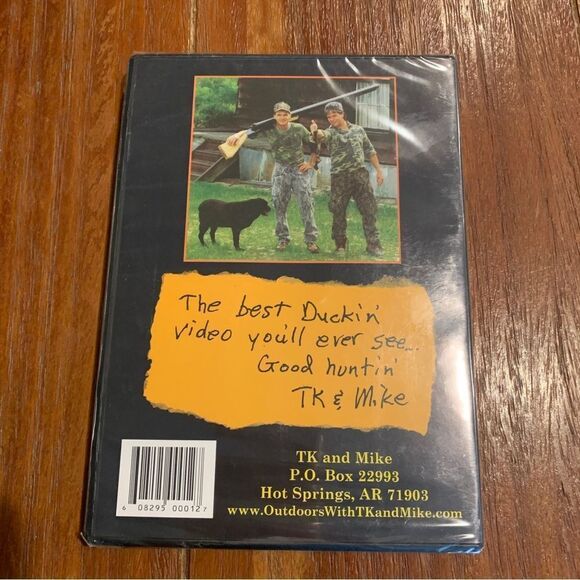 The best Duckin'
video you'll ever see...
Good huntin'
TK & Mike
TK and Mike
P.O. Box 22993
Hot Springs, AR 71903
www.OutdoorsWithTKandMike.com
6 08295 00012 7